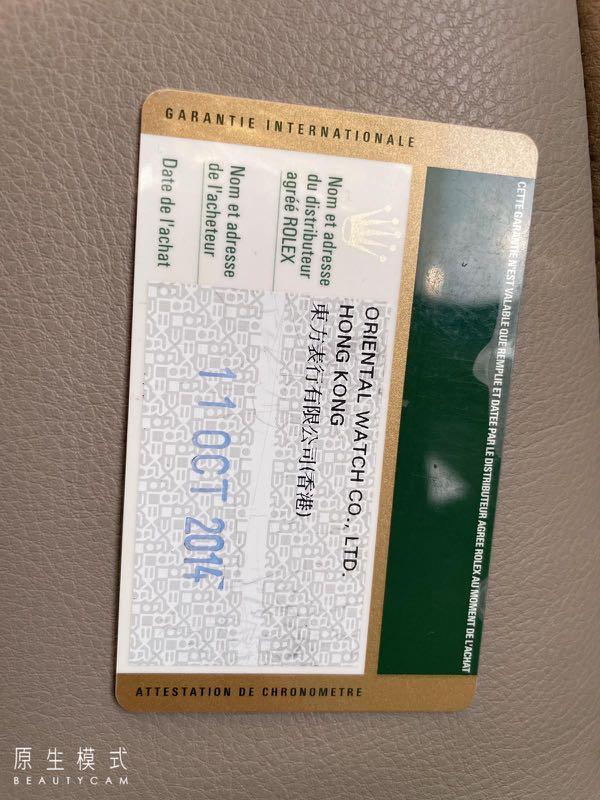 GARANTIE INTERNATIONALE
CETTE GARANTIE N'EST VALABLE QUE REMPLIE ET DATEE PAR LE DISTRIBUTEUR AGREE ROLEX AU MOMENT DE L'ACHAT
Nom et adresse
du distributeur
agréé ROLEX
ORIENTAL WATCH CO., LTD.
HONG KONG
東方表行有限公司(香港)
Nom et adresse
de l'acheteur
Date de l'achat
11 OCT 2014
ATTESTATION DE CHRONOMETRE
原生模式
BEAUTYCAM